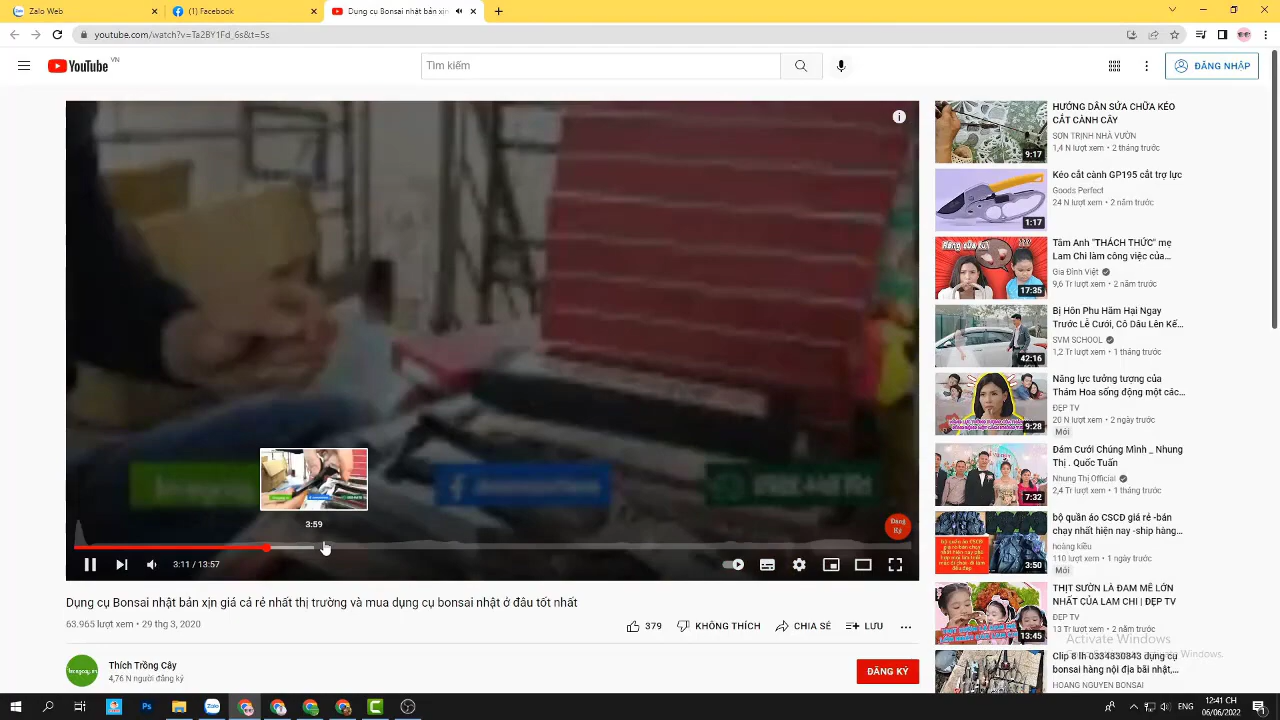 Zalo Web
(1) Facebook
Dụng cụ Bonsai nhật bản xịn
youtube.com/watch?v=Ta2BY1Fd_6s&t=5s
YouTube VN
Tìm kiếm
ĐĂNG NHẬP
3:59
Đăng Ký
3:11 / 13:57
Dụng cụ Bonsai nhật bản xịn giá cả rẻ nhất thị trường và mua dụng cụ bonsai nhật ở đâu tốt nhất
63.965 lượt xem • 29 thg 3, 2020
379
KHÔNG THÍCH
CHIA SẺ
LƯU
Thích Trồng Cây
4,76 N người đăng ký
ĐĂNG KÝ
HƯỚNG DẪN SỬA CHỮA KÉO
CẮT CÀNH CÂY
SƠN TRỊNH NHÀ VƯỜN
1,4 N lượt xem • 2 tháng trước
9:17
Kéo cắt cành GP195 cắt trợ lực
Goods Perfect
24 N lượt xem • 2 năm trước
1:17
Tâm Anh "THÁCH THỨC" mẹ
Lam Chi làm công việc của...
Gia Đình Việt
9,6 Tr lượt xem • 2 năm trước
17:35
Bị Hôn Phu Hãm Hại Ngay
Trước Lễ Cưới, Cô Dâu Lên Kế...
SVM SCHOOL
1,2 Tr lượt xem • 1 tháng trước
42:16
Năng lực tưởng tượng của
Thám Hoa sống động một các...
ĐẸP TV
20 N lượt xem • 2 ngày trước
Mới
9:28
Đám Cưới Chúng Mình _ Nhung
Thị . Quốc Tuấn
Nhung Thị Official
2,4 Tr lượt xem • 1 tháng trước
7:32
bộ quần áo CSCĐ giá rẻ -bán
chạy nhất hiện nay -ship hàng...
hoàng kiều
110 lượt xem • 1 ngày trước
Mới
3:50
THỊT SƯỜN LÀ ĐAM MÊ LỚN
NHẤT CỦA LAM CHI | ĐẸP TV
ĐẸP TV
13 Tr lượt xem • 2 năm trước
13:45
Activate Windows
Clip 8 lh 0384830843 dụng cụ
bonsai hàng nội địa bãi nhật,...
HOANG NGUYEN BONSAI
ENG
12:41 CH
06/06/2022